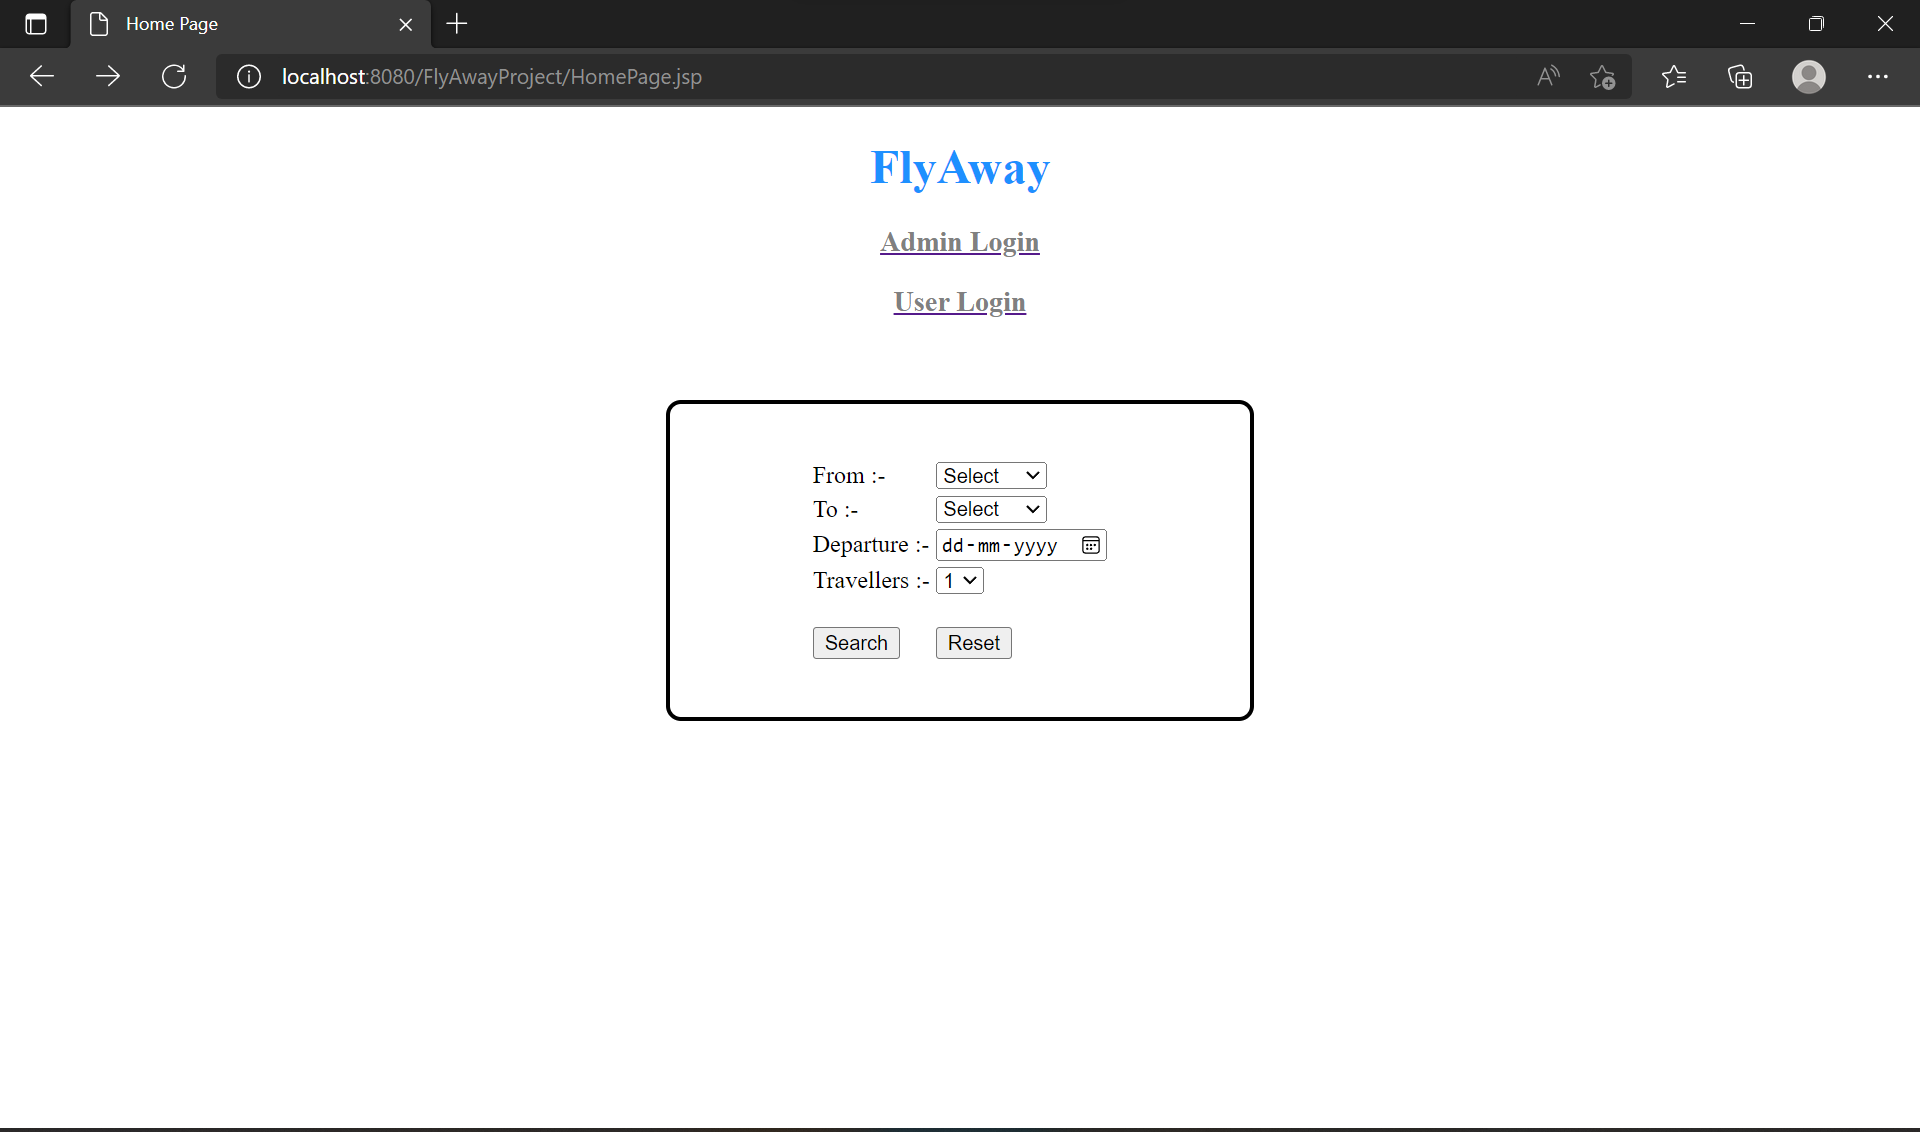 Home Page
localhost:8080/FlyAwayProject/HomePage.jsp
FlyAway
Admin Login
User Login
From :- Select
To :- Select
Departure :- dd-mm-yyyy
Travellers :- 1
Search Reset